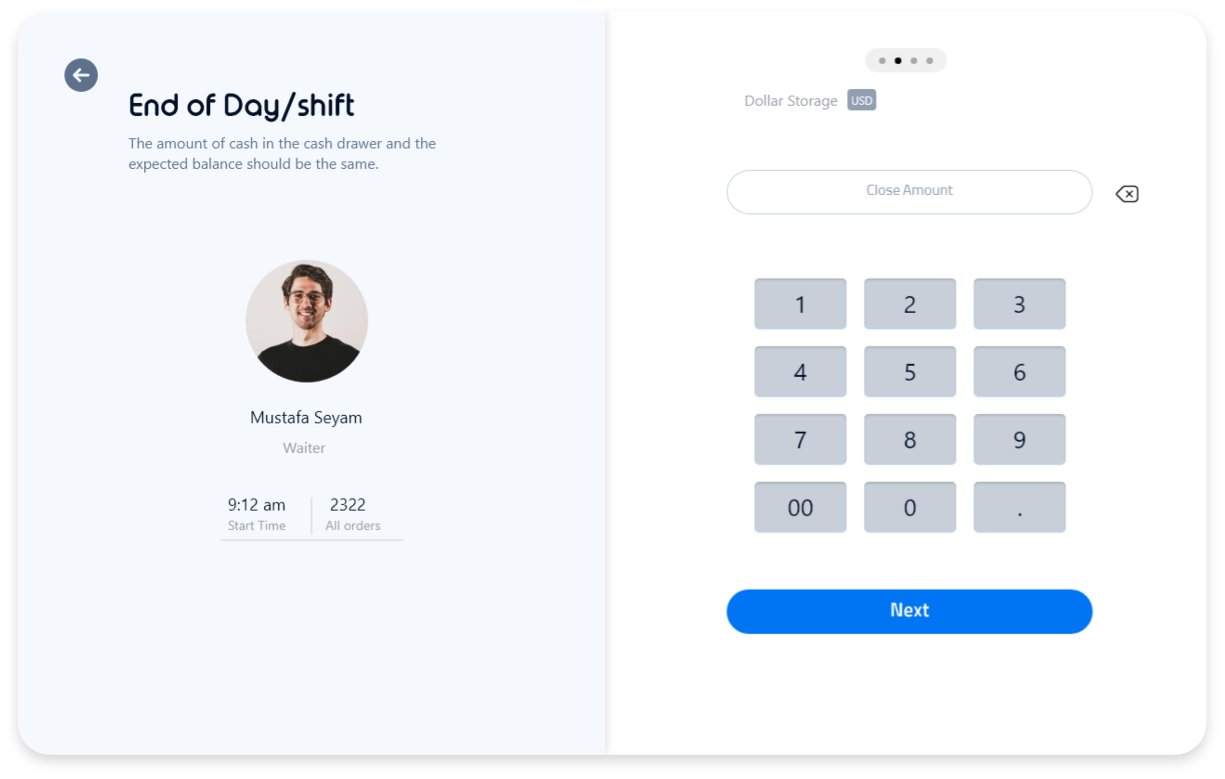 End of Day/shift
The amount of cash in the cash drawer and the
expected balance should be the same.
Mustafa Seyam
Waiter
9:12 am 2322
Start Time All orders
Dollar Storage USD
Close Amount
1 2 3
4 5 6
7 8 9
00 0 .
Next